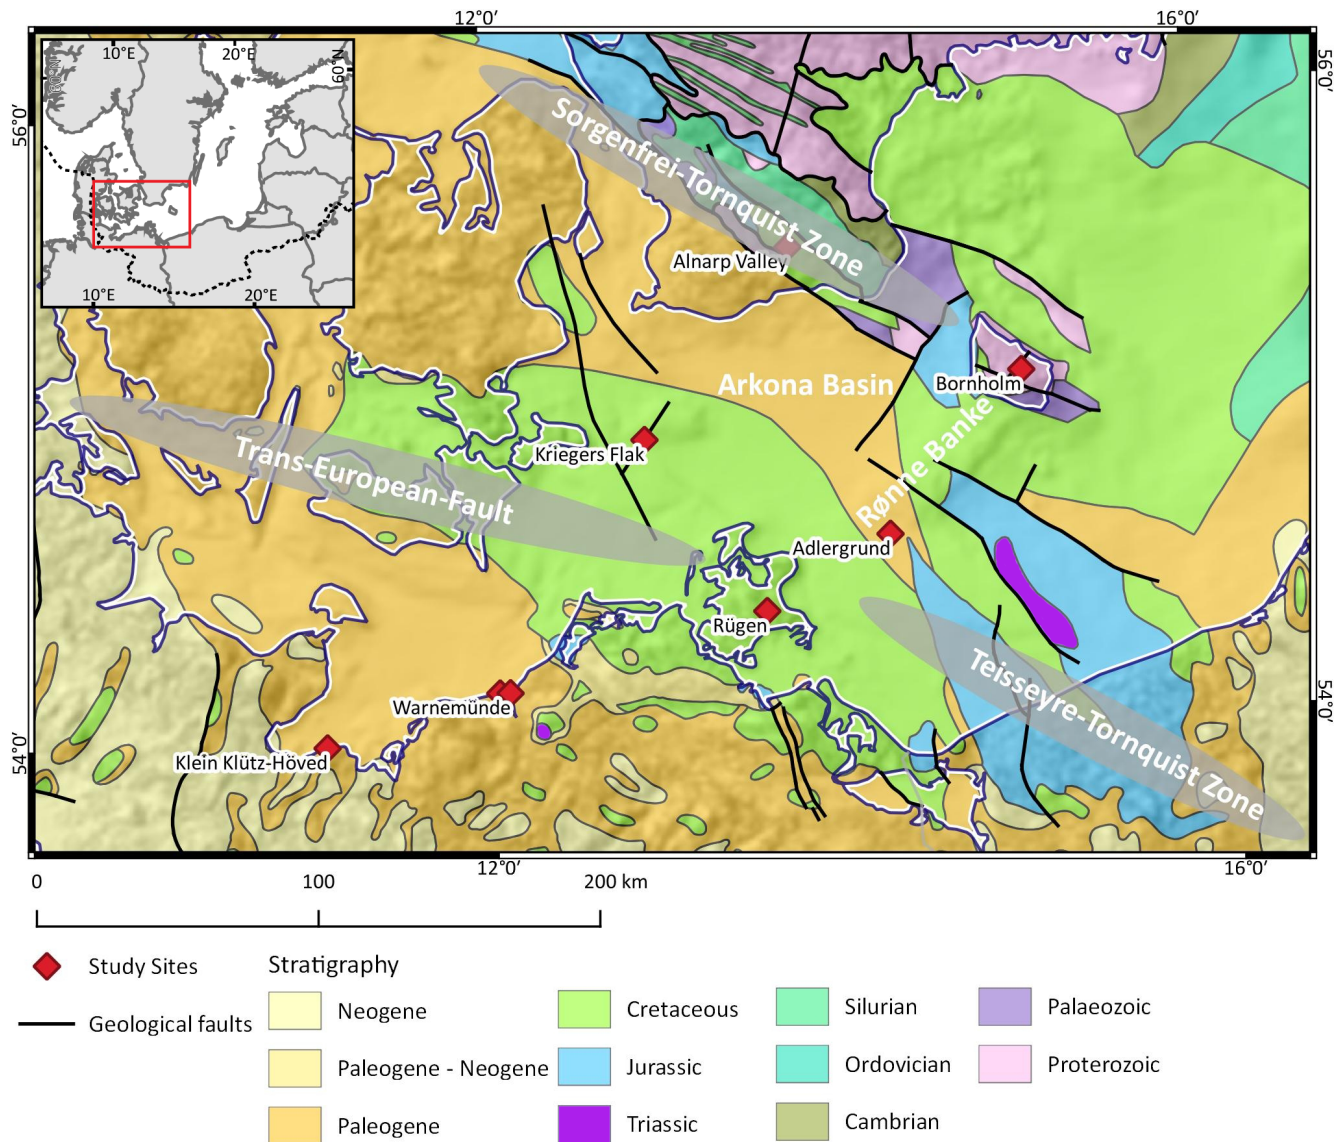 12°0′
16°0′
10°E
20°E
60°N
60°N
56°0′
56°0′
Sorgenfrei-Tornquist Zone
Alnarp Valley
10°E
20°E
Arkona Basin
Bornholm
Rønne Banke
Trans-European-Fault
Kriegers Flak
Adlergrund
Rügen
Teisseyre-Tornquist Zone
Warnemünde
54°0′
54°0′
Klein Klütz-Höved
12°0′
16°0′
0
100
200 km
Study Sites
Geological faults
Stratigraphy
Neogene
Paleogene - Neogene
Paleogene
Cretaceous
Jurassic
Triassic
Silurian
Ordovician
Cambrian
Palaeozoic
Proterozoic